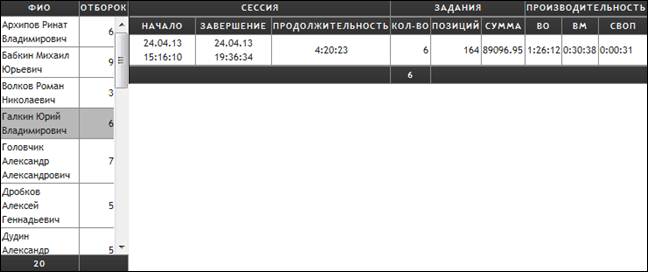 ФИО ОТБОРОК
Архипов Ринат
Владимирович 6
Бабкин Михаил
Юрьевич 9
Волков Роман
Николаевич 3
Галкин Юрий
Владимирович 6
Головчик
Александр
Александрович 7
Дробков
Алексей
Геннадьевич 5
Дудин
Александр 5
20
СЕССИЯ ЗАДАНИЯ ПРОИЗВОДИТЕЛЬНОСТЬ
НАЧАЛО ЗАВЕРШЕНИЕ ПРОДОЛЖИТЕЛЬНОСТЬ КОЛ-ВО ПОЗИЦИЙ СУММА ВО ВМ СВОП
24.04.13 24.04.13
15:16:10 19:36:34 4:20:23 6 164 89096.95 1:26:12 0:30:38 0:00:31
6